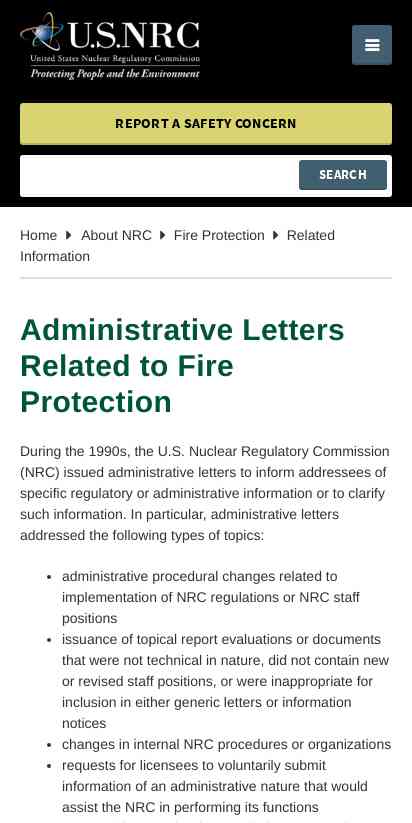 U.S.NRC
United States Nuclear Regulatory Commission
Protecting People and the Environment
REPORT A SAFETY CONCERN
SEARCH
Home About NRC Fire Protection Related
Information
Administrative Letters
Related to Fire
Protection
During the 1990s, the U.S. Nuclear Regulatory Commission
(NRC) issued administrative letters to inform addressees of
specific regulatory or administrative information or to clarify
such information. In particular, administrative letters
addressed the following types of topics:
• administrative procedural changes related to
implementation of NRC regulations or NRC staff
positions
• issuance of topical report evaluations or documents
that were not technical in nature, did not contain new
or revised staff positions, or were inappropriate for
inclusion in either generic letters or information
notices
• changes in internal NRC procedures or organizations
• requests for licensees to voluntarily submit
information of an administrative nature that would
assist the NRC in performing its functions